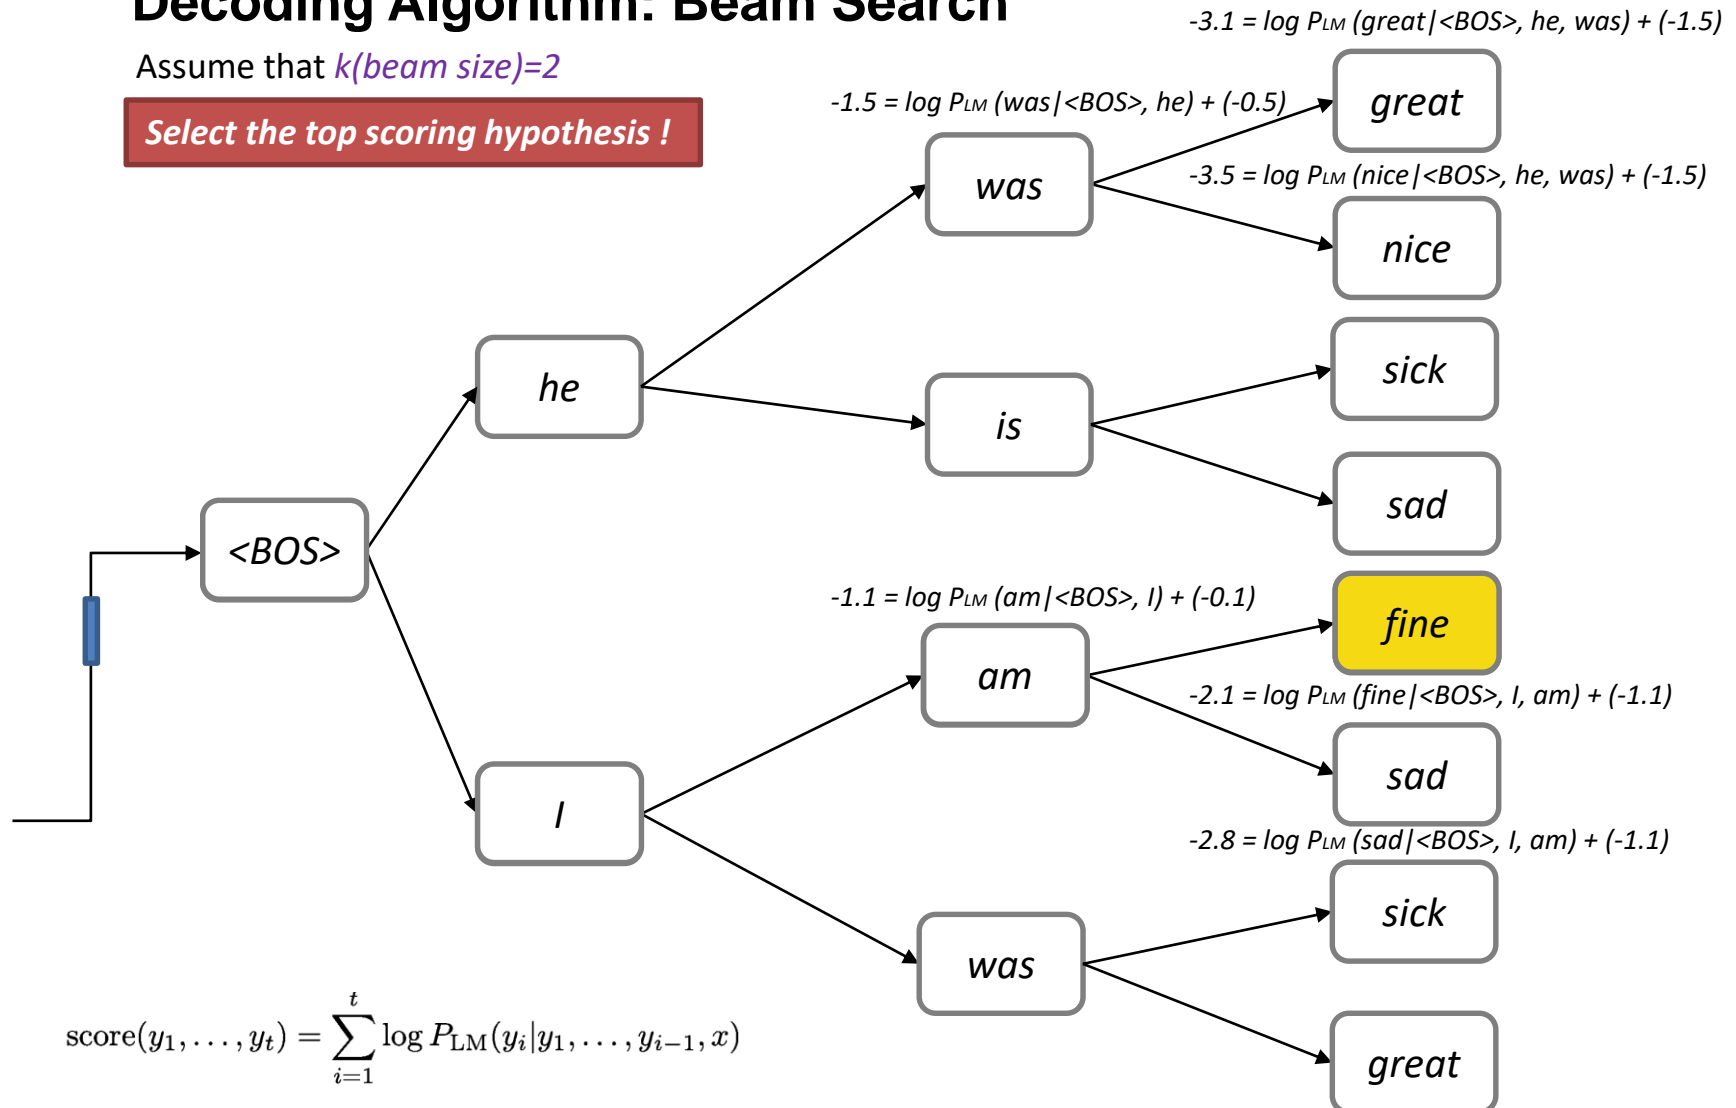 Decoding Algorithm: Beam Search
Assume that k(beam size)=2
Select the top scoring hypothesis !
-3.1 = log PLM (great|<BOS>, he, was) + (-1.5)
great
-1.5 = log PLM (was|<BOS>, he) + (-0.5)
was
-3.5 = log PLM (nice|<BOS>, he, was) + (-1.5)
nice
he
sick
is
sad
<BOS>
-1.1 = log PLM (am|<BOS>, I) + (-0.1)
fine
am
-2.1 = log PLM (fine|<BOS>, I, am) + (-1.1)
sad
I
-2.8 = log PLM (sad|<BOS>, I, am) + (-1.1)
sick
was
great
score(y1, . . . , yt) = ∑ t i=1 log PLM(yi|y1, . . . , yi−1, x)